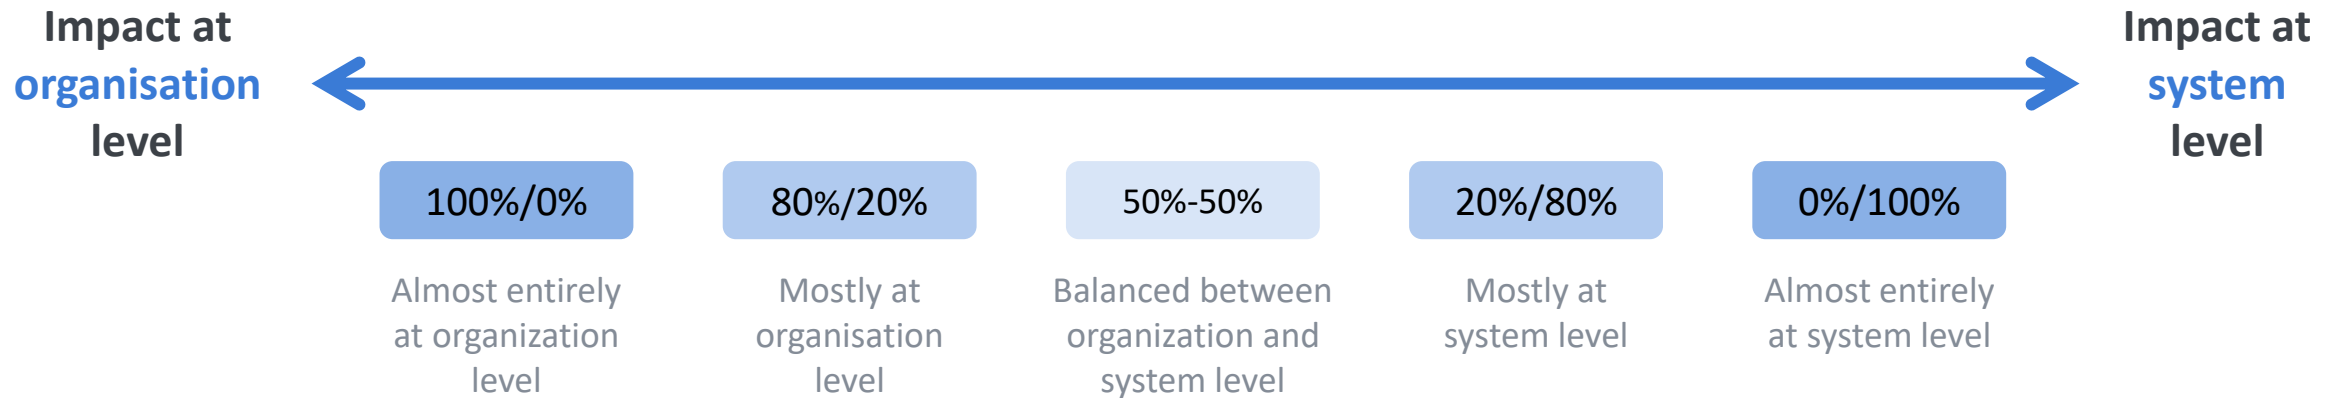 Impact at
organisation
level
Impact at
system
level
100%/0%
80%/20%
50%-50%
20%/80%
0%/100%
Almost entirely
at organization
level
Mostly at
organisation
level
Balanced between
organization and
system level
Mostly at
system level
Almost entirely
at system level